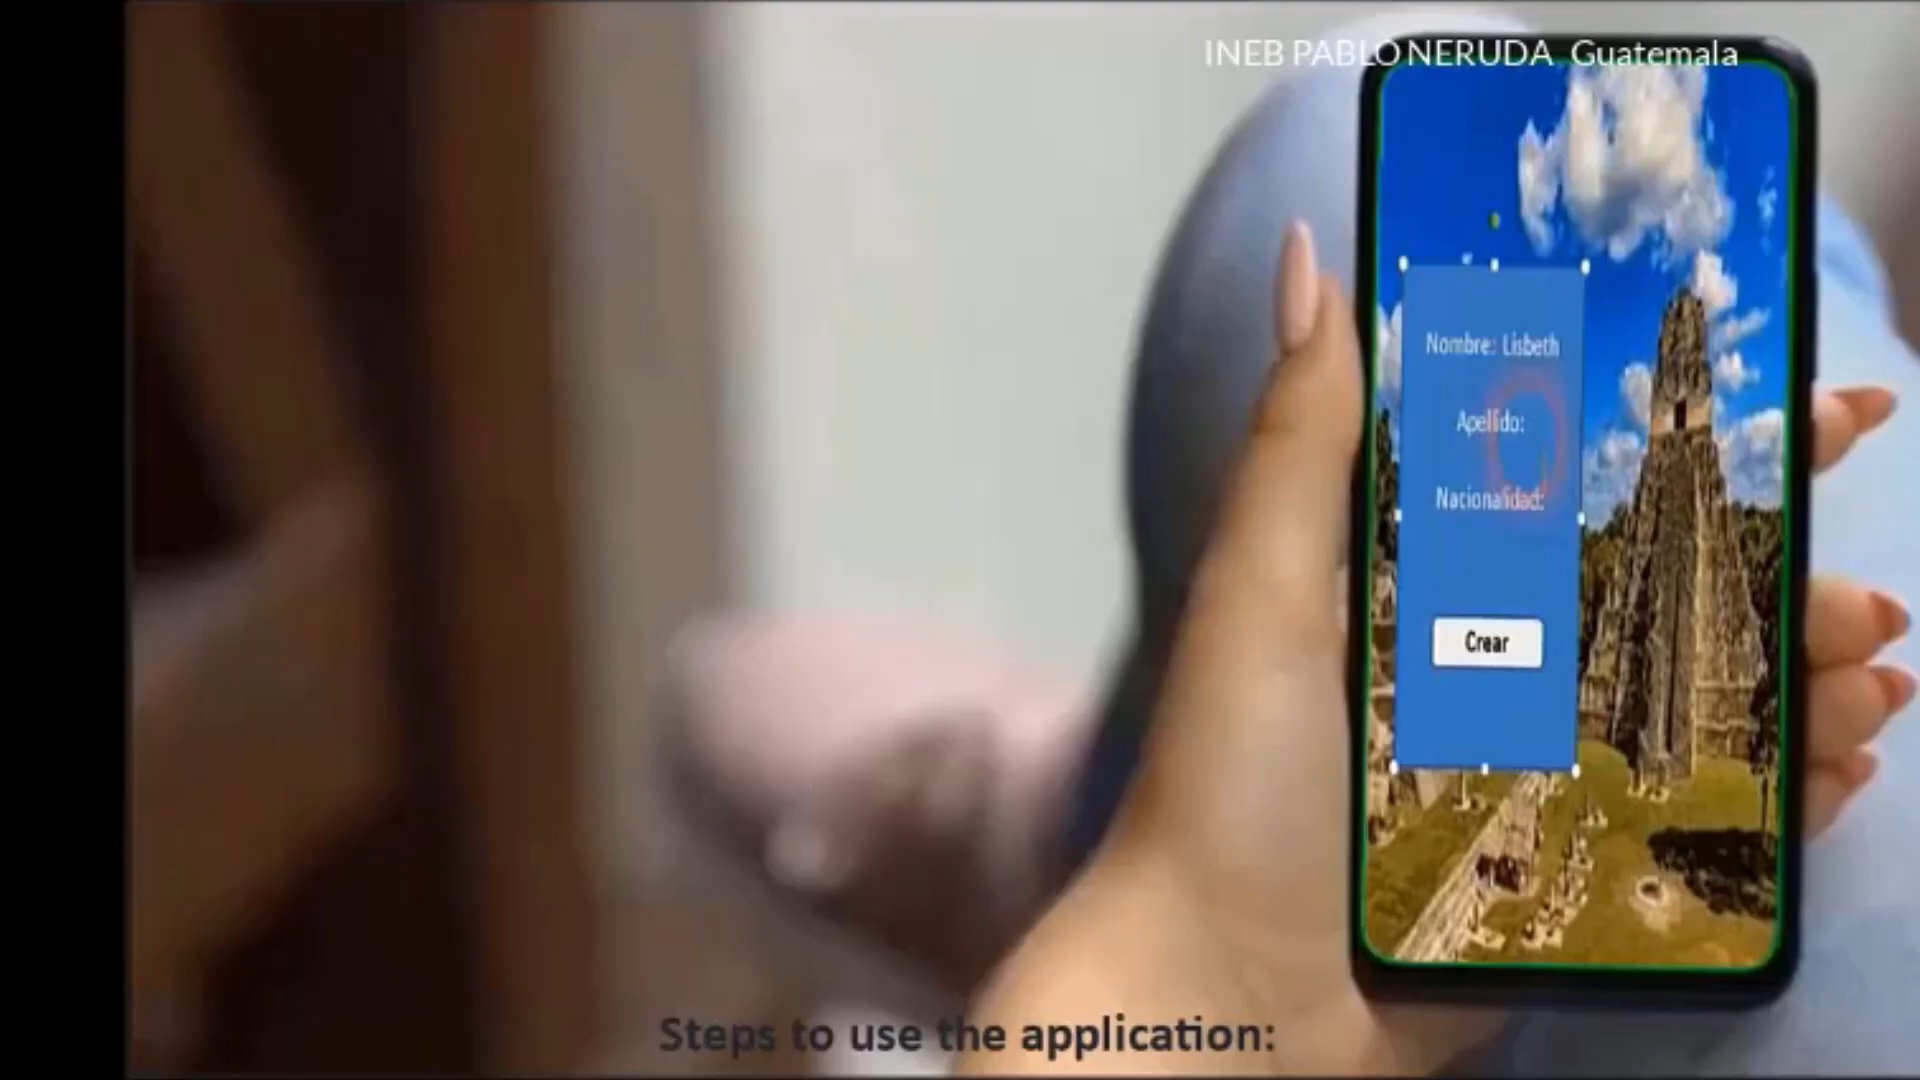 INEB PABLO NERUDA Guatemala
Nombre: Lisbeth
Apellido:
Nacionalidad:
Crear
Steps to use the application: